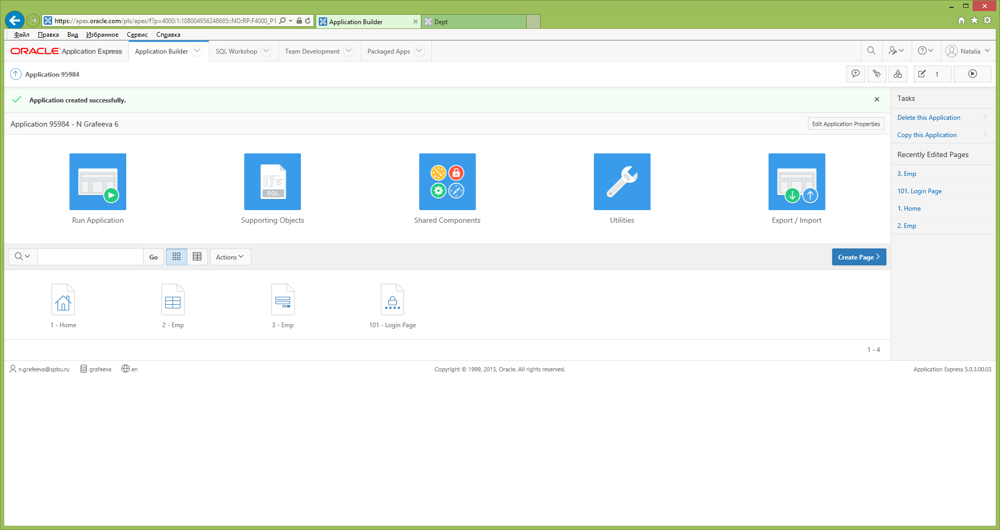 https://apex.oracle.com/pls/apex/f?p=4000:1:108004956248685::NO:RP:F4000_P1
Application Builder
Dept
Файл Правка Вид Избранное Сервис Справка
ORACLE Application Express
Application Builder
SQL Workshop
Team Development
Packaged Apps
Natalia
Application 95984
1
Application created successfully.
Application 95984 - N Grafeeva 6
Edit Application Properties
SQL
Run Application
Supporting Objects
Shared Components
Utilities
Export / Import
Go
Actions
Create Page
1 - Home
2 - Emp
3 - Emp
101 - Login Page
1 - 4
Tasks
Delete this Application
Copy this Application
Recently Edited Pages
3. Emp
101. Login Page
1. Home
2. Emp
n.grafeeva@spbu.ru
grafeeva
en
Copyright © 1999, 2015, Oracle. All rights reserved.
Application Express 5.0.3.00.03